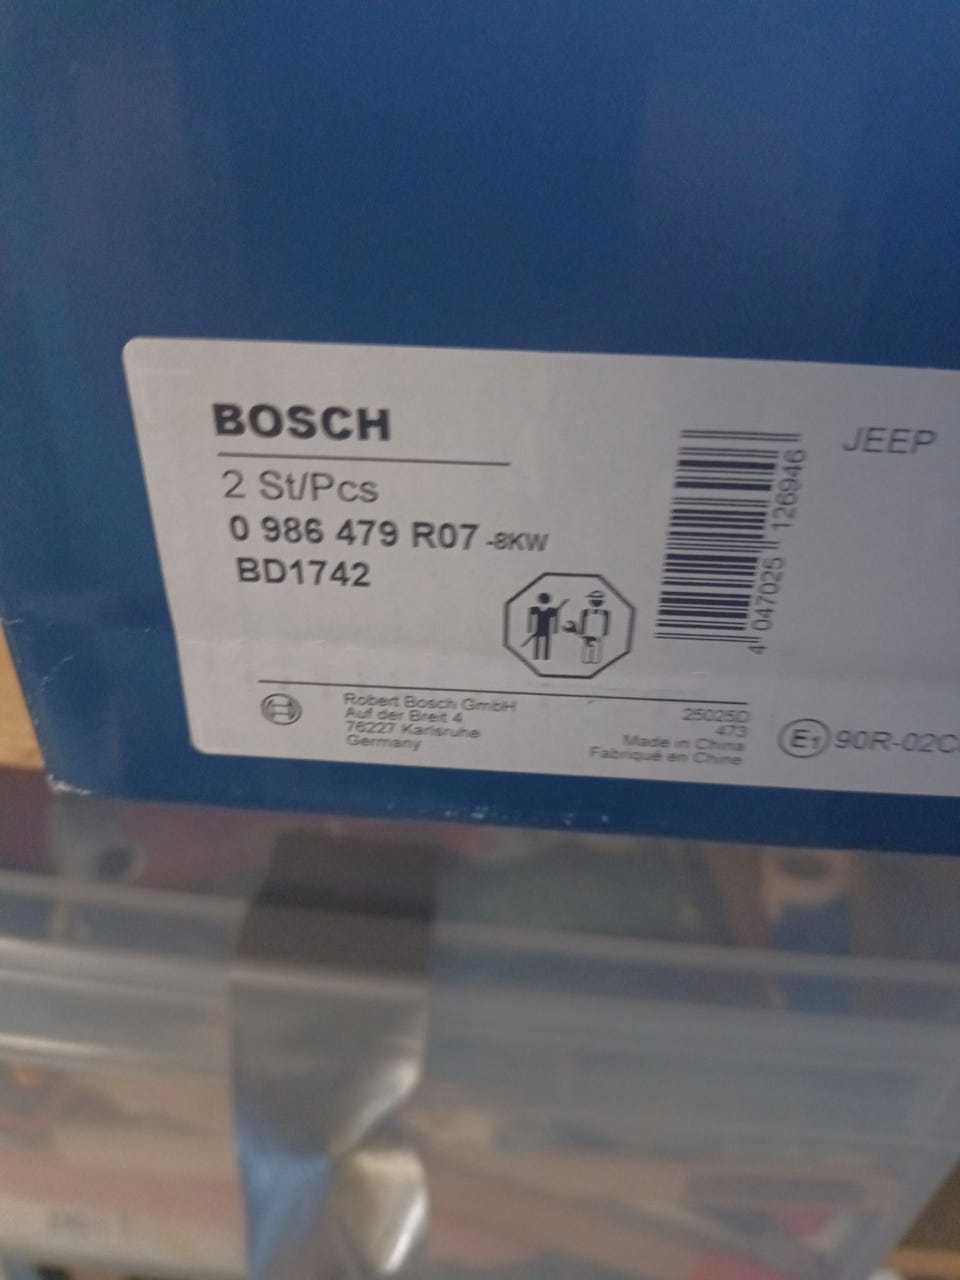 BOSCH
2 St/Pcs
0 986 479 R07 -8KW
BD1742
JEEP
4 047025 126946
Robert Bosch GmbH
Auf der Breit 4
76227 Karlsruhe
Germany
25025D
473
Made in China
Fabriqué en Chine
E1 90R-02C